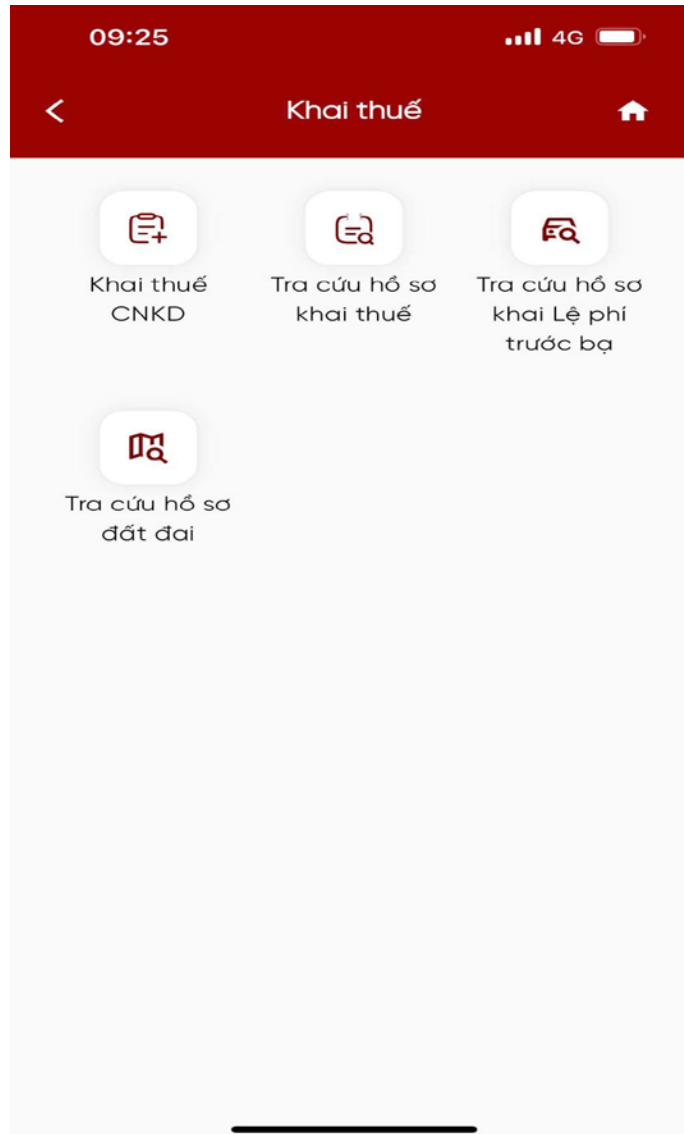 09:25
4G
Khai thuế
Khai thuế
CNKD
Tra cứu hồ sơ
khai thuế
Tra cứu hồ sơ
khai Lệ phí
trước bạ
Tra cứu hồ sơ
đất đai